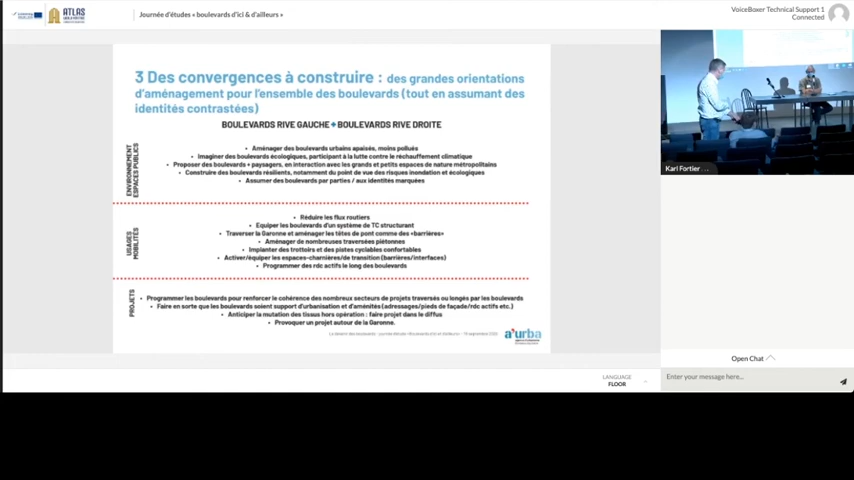 ATLAS
Journée d'études « boulevards d'ici & d'ailleurs »
VoiceBoxer Technical Support 1
Connected
3 Des convergences à construire : des grandes orientations
d'aménagement pour l'ensemble des boulevards (tout en assumant des
identités contrastées)
BOULEVARDS RIVE GAUCHE + BOULEVARDS RIVE DROITE
ENVIRONNEMENT
ESPACES PUBLICS
• Aménager des boulevards urbains apaisés, moins pollués
• Imaginer des boulevards écologiques, participant à la lutte contre le réchauffement climatique
• Proposer des boulevards + paysagers, en interaction avec les grands et petits espaces de nature métropolitains
• Construire des boulevards résilients, notamment du point de vue des risques inondation et écologiques
• Assumer des boulevards par parties / aux identités marquées
USAGES
MOBILITÉS
• Réduire les flux routiers
• Equiper les boulevards d'un système de TC structurant
• Traverser la Garonne et aménager les têtes de pont comme des «barrières»
• Aménager de nombreuses traversées piétonnes
• Implanter des trottoirs et des pistes cyclables confortables
• Activer/équiper les espaces-charnières/de transition (barrières/interfaces)
• Programmer des rdc actifs le long des boulevards
PROJETS
• Programmer les boulevards pour renforcer la cohérence des nombreux secteurs de projets traversés ou longés par les boulevards
• Faire en sorte que les boulevards soient support d'urbanisation et d'aménités (adressages/pieds de façade/rdc actifs etc.)
• Anticiper la mutation des tissus hors opération : faire projet dans le diffus
• Provoquer un projet autour de la Garonne.
a'urba
Karl Fortier ...
Open Chat
LANGUAGE
FLOOR
Enter your message here...